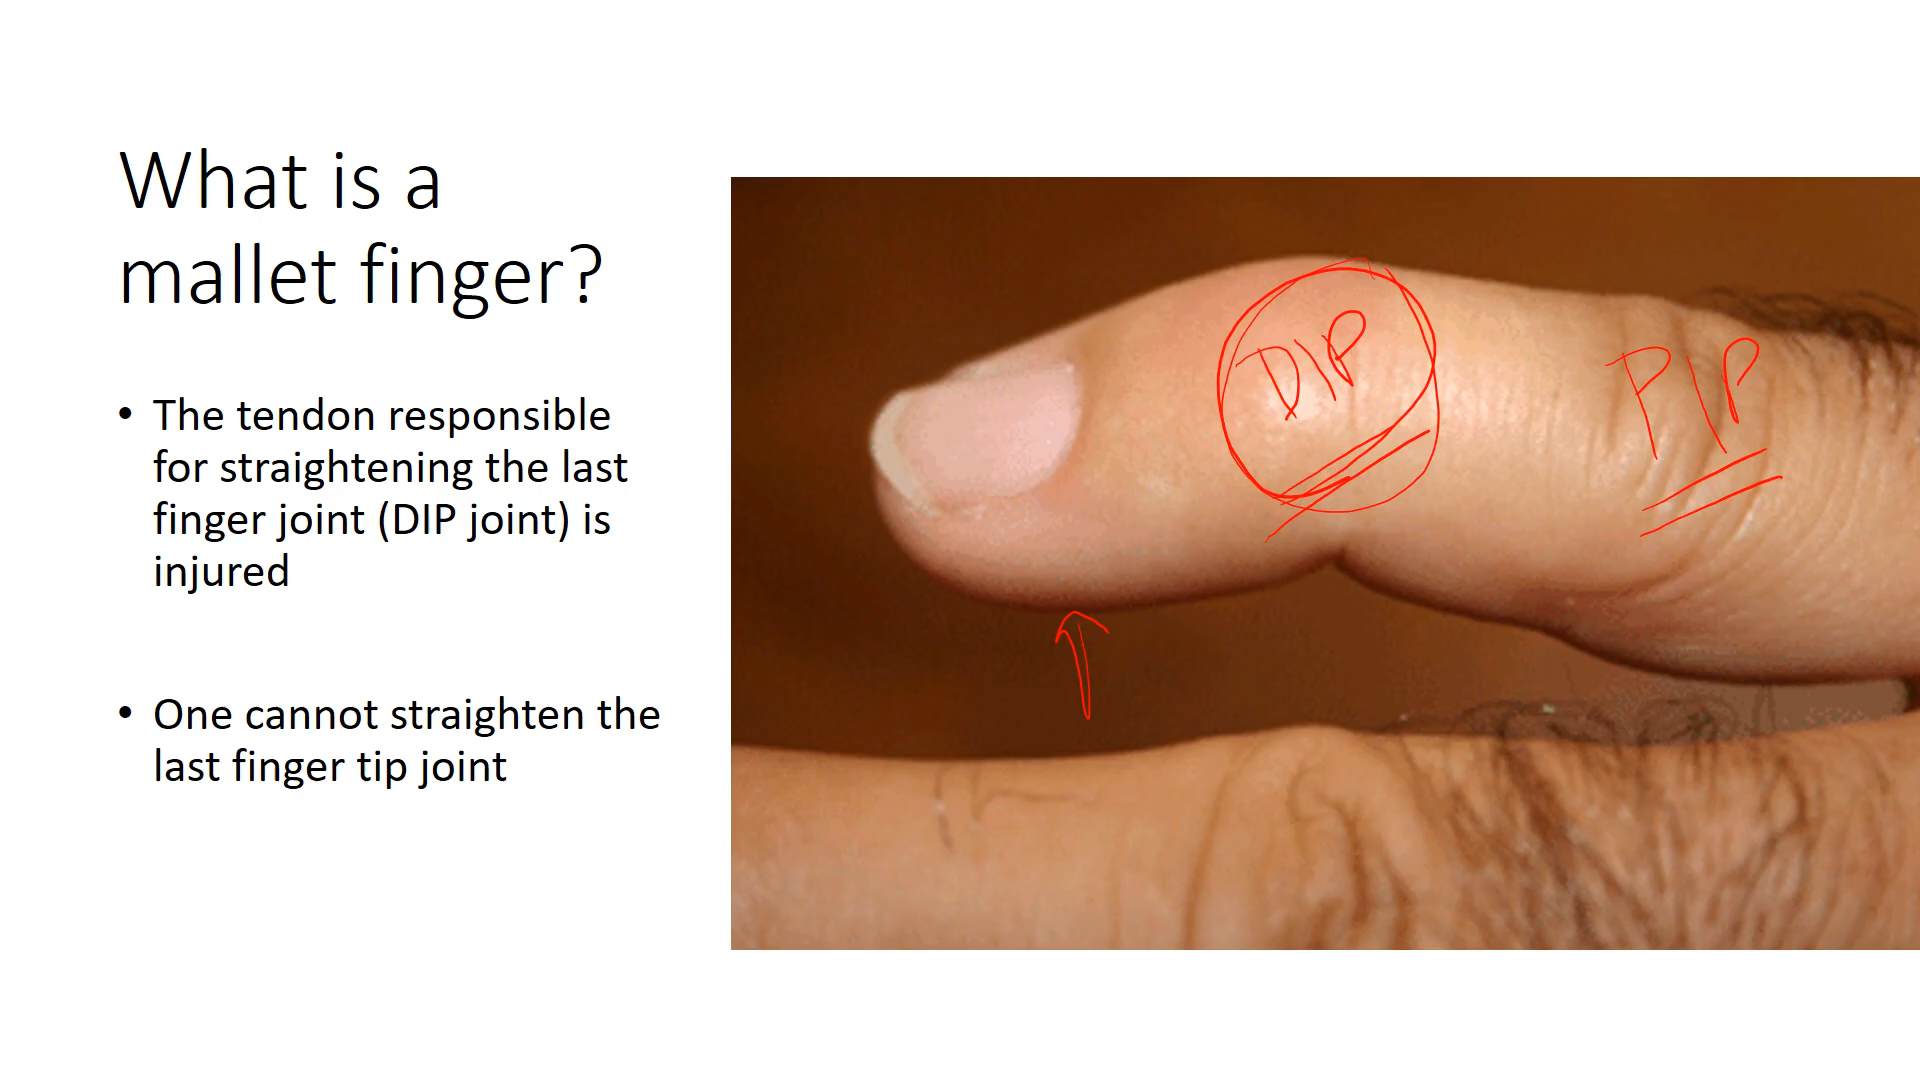 What is a
mallet finger?
• The tendon responsible
for straightening the last
finger joint (DIP joint) is
injured
• One cannot straighten the
last finger tip joint
DIP
PIP